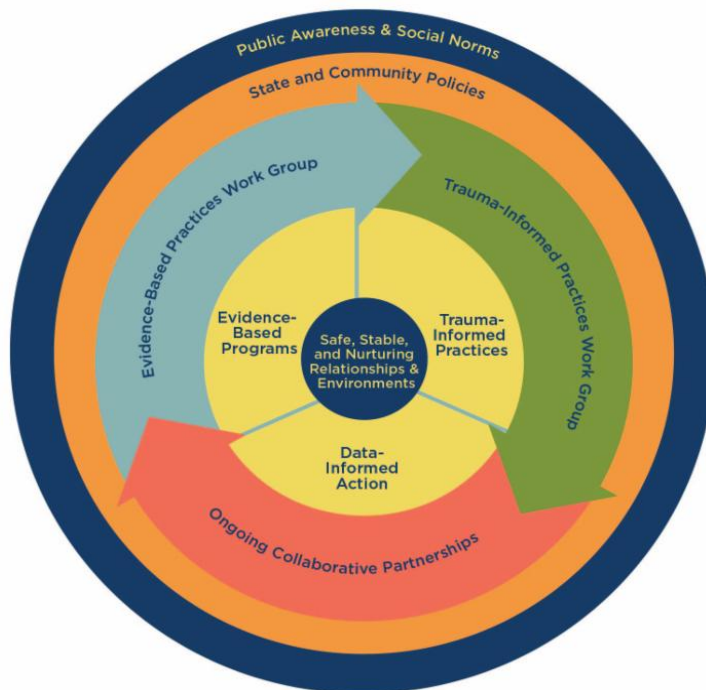 Public Awareness & Social Norms
State and Community Policies
Evidence-Based Practices Work Group
Trauma-Informed Practices Work Group
Evidence-
Based
Programs
Trauma-
Informed
Practices
Safe, Stable,
and Nurturing
Relationships &
Environments
Data-
Informed
Action
Ongoing Collaborative Partnerships